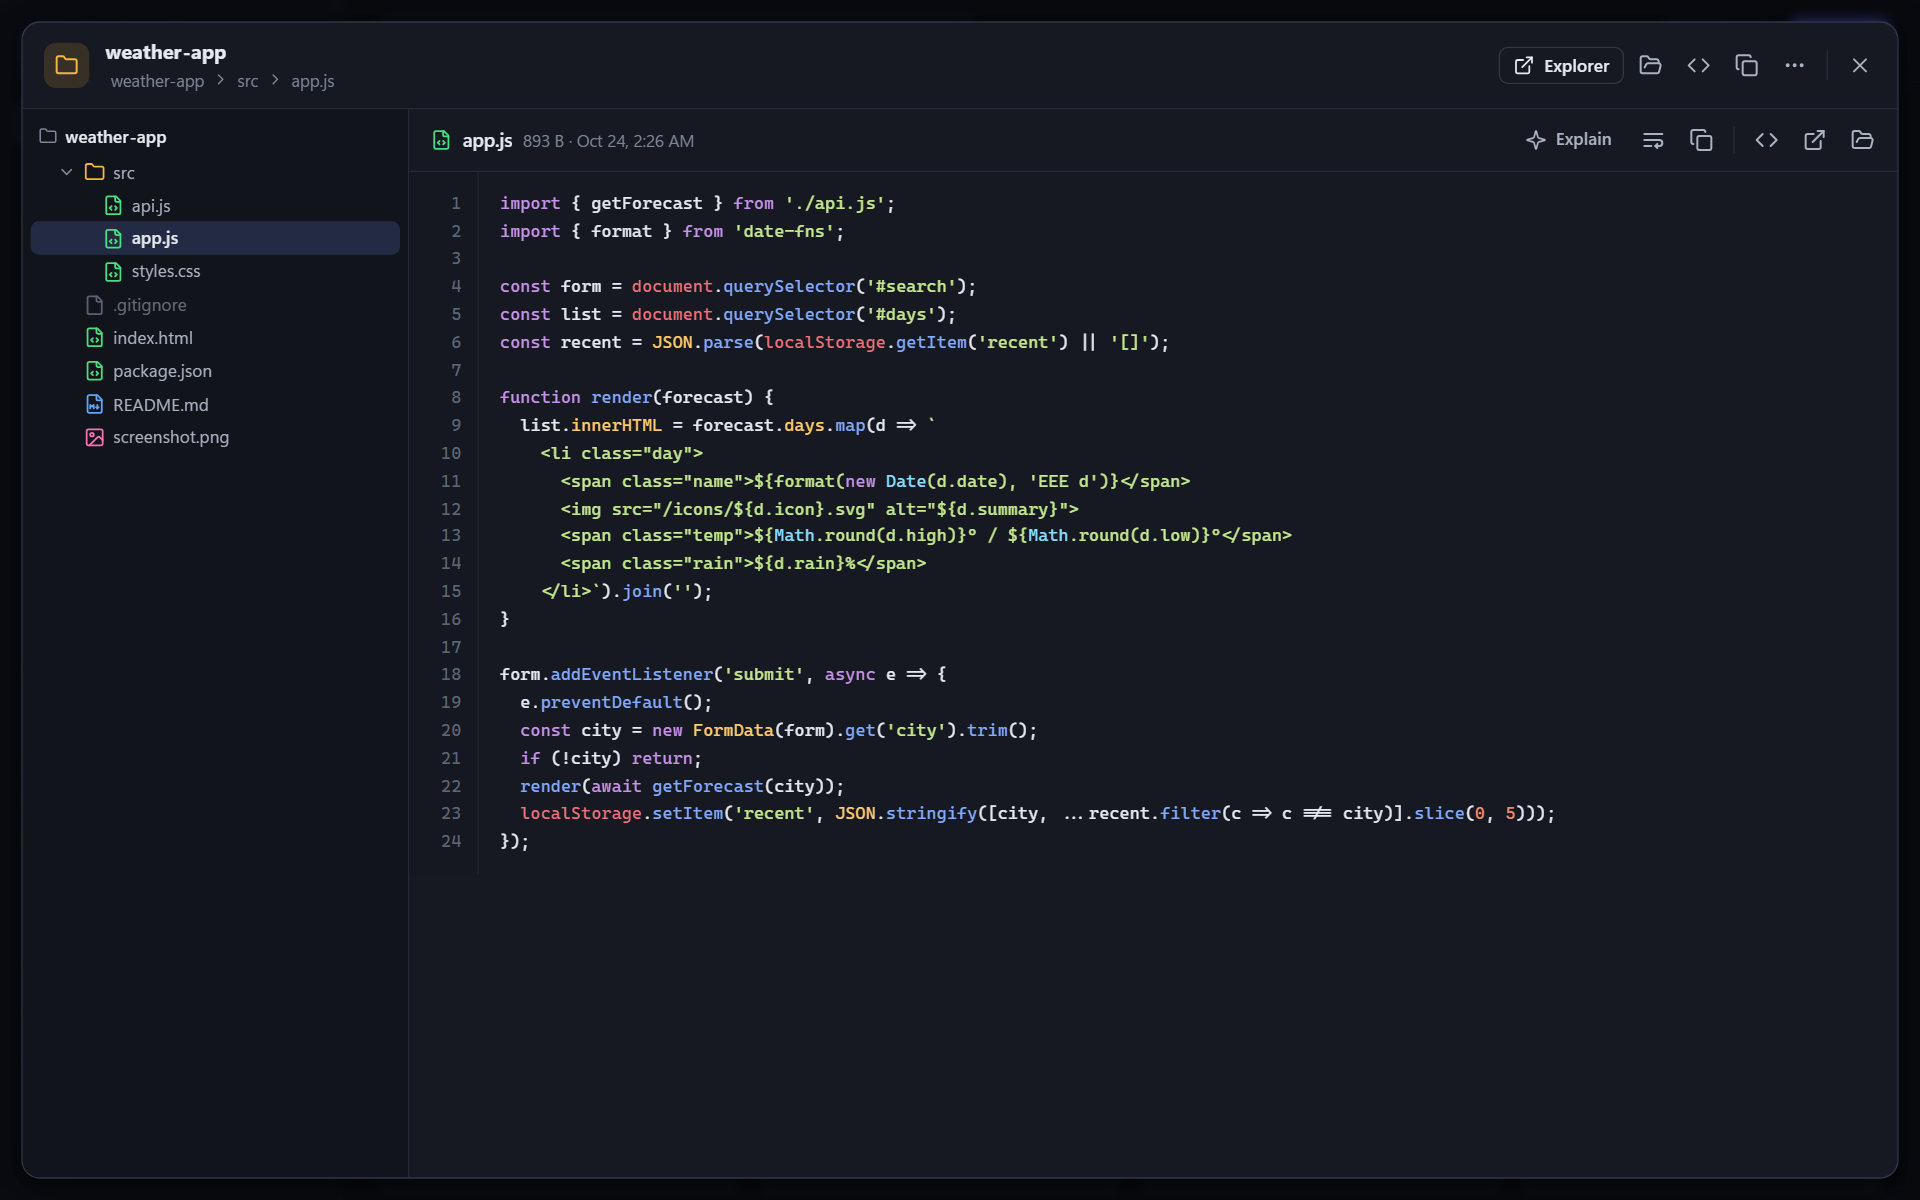 weather-app
weather-app > src > app.js
Explorer
weather-app
src
api.js
app.js
styles.css
.gitignore
index.html
package.json
README.md
screenshot.png
app.js 893 B · Oct 24, 2:26 AM
Explain
1 import { getForecast } from './api.js';
2 import { format } from 'date-fns';
3
4 const form = document.querySelector('#search');
5 const list = document.querySelector('#days');
6 const recent = JSON.parse(localStorage.getItem('recent') || '[]');
7
8 function render(forecast) {
9   list.innerHTML = forecast.days.map(d => `
10     <li class="day">
11       <span class="name">${format(new Date(d.date), 'EEE d')}</span>
12       <img src="/icons/${d.icon}.svg" alt="${d.summary}">
13       <span class="temp">${Math.round(d.high)}° / ${Math.round(d.low)}°</span>
14       <span class="rain">${d.rain}%</span>
15     </li>`).join('');
16 }
17
18 form.addEventListener('submit', async e => {
19   e.preventDefault();
20   const city = new FormData(form).get('city').trim();
21   if (!city) return;
22   render(await getForecast(city));
23   localStorage.setItem('recent', JSON.stringify([city, ...recent.filter(c => c !== city)].slice(0, 5)));
24 });